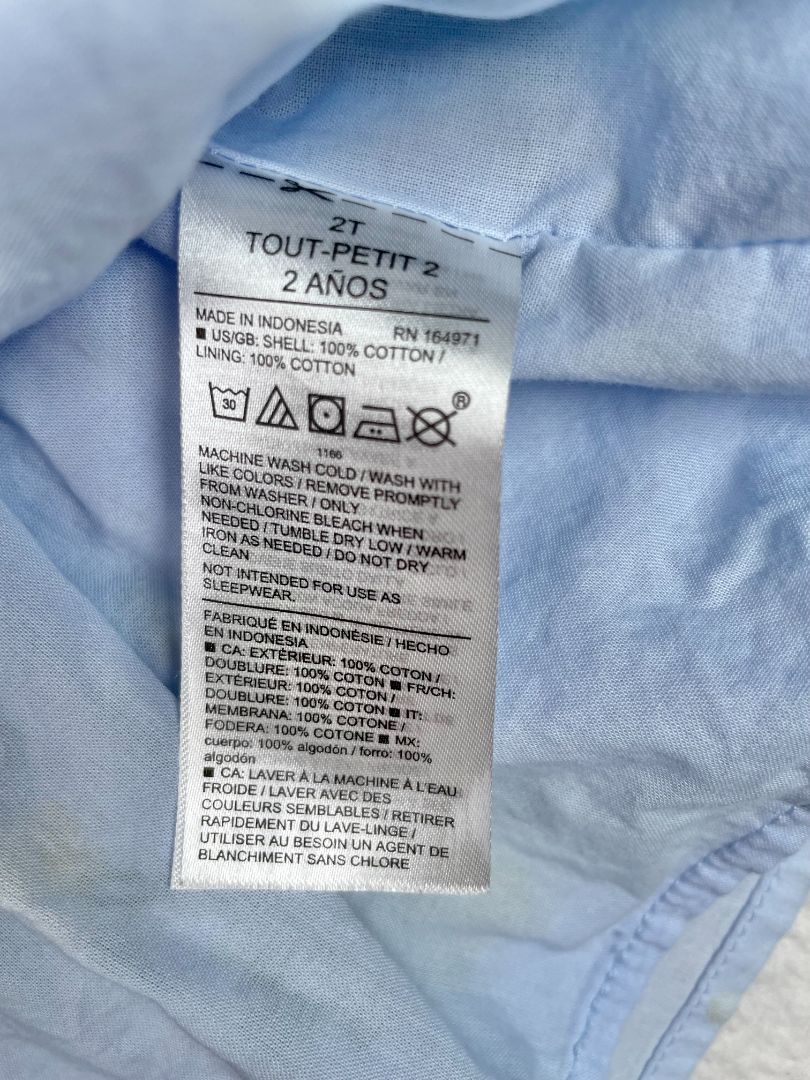 2T
TOUT-PETIT 2
2 AÑOS
MADE IN INDONESIA RN 164971
■ US/GB: SHELL: 100% COTTON /
LINING: 100% COTTON
30
®
1166
MACHINE WASH COLD / WASH WITH
LIKE COLORS / REMOVE PROMPTLY
FROM WASHER / ONLY
NON-CHLORINE BLEACH WHEN
NEEDED / TUMBLE DRY LOW / WARM
IRON AS NEEDED / DO NOT DRY
CLEAN
NOT INTENDED FOR USE AS
SLEEPWEAR.
FABRIQUÉ EN INDONÉSIE / HECHO
EN INDONESIA
■ CA: EXTÉRIEUR: 100% COTON /
DOUBLURE: 100% COTON ■ FR/CH:
EXTÉRIEUR: 100% COTON /
DOUBLURE: 100% COTON ■ IT:
MEMBRANA: 100% COTONE /
FODERA: 100% COTONE ■ MX:
cuerpo: 100% algodón / forro: 100%
algodón
■ CA: LAVER À LA MACHINE À L'EAU
FROIDE / LAVER AVEC DES
COULEURS SEMBLABLES / RETIRER
RAPIDEMENT DU LAVE-LINGE /
UTILISER AU BESOIN UN AGENT DE
BLANCHIMENT SANS CHLORE